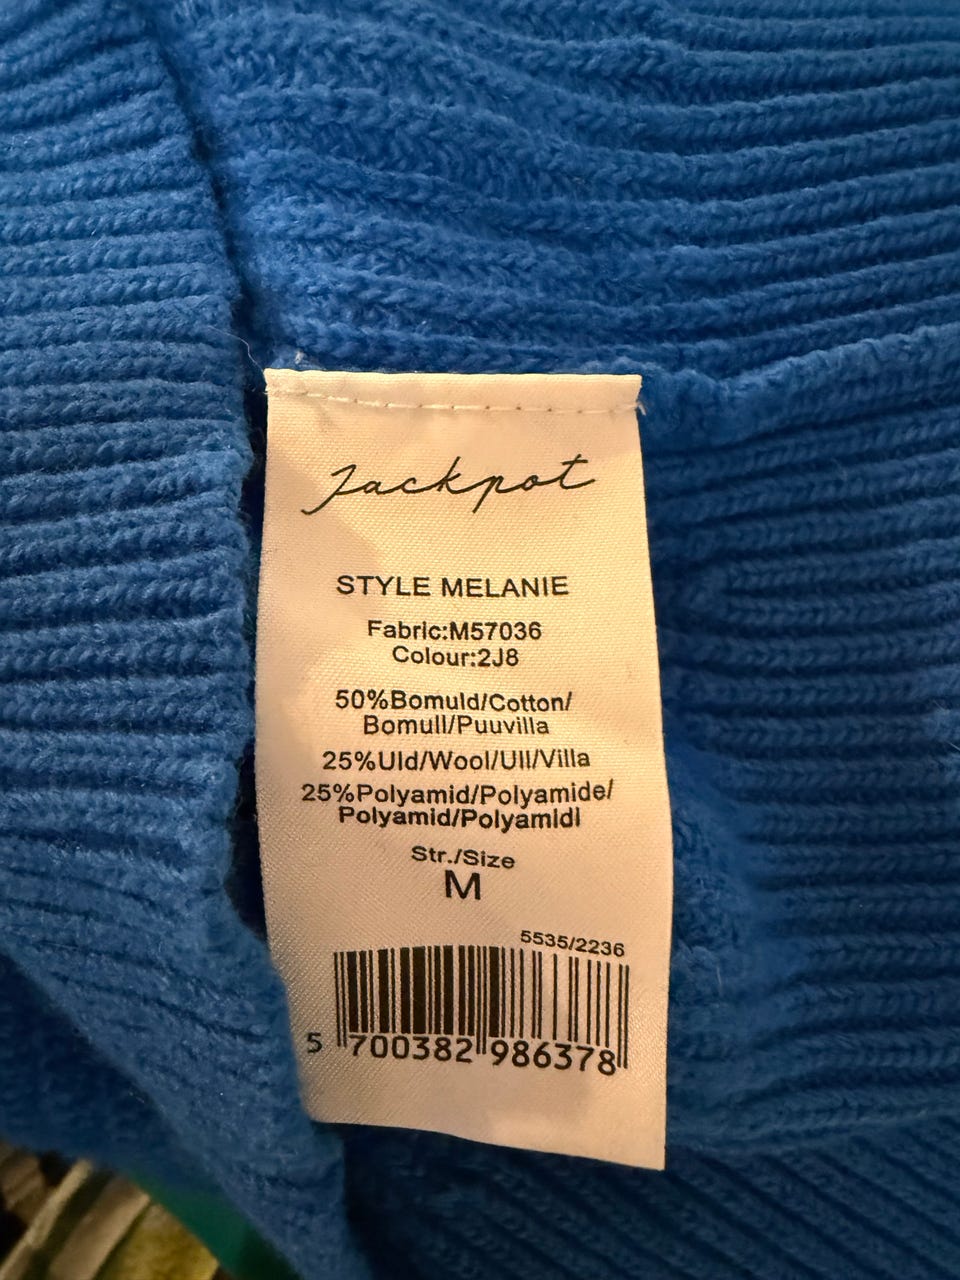 Jackpot
STYLE MELANIE
Fabric:M57036
Colour:2J8
50%Bomuld/Cotton/
Bomull/Puuvilla
25%Uld/Wool/Ull/Villa
25%Polyamid/Polyamide/
Polyamid/Polyamidi
Str./Size
M
5535/2236
5 700382 986378